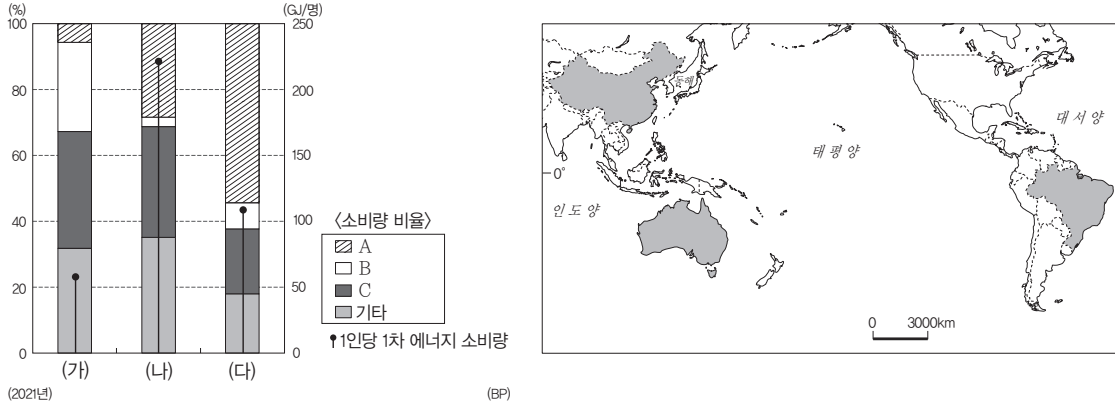 (%)
(GJ/명)
100
80
60
40
20
0
250
200
150
100
50
0
(가)
(나)
(다)
〈소비량 비율〉
A
B
C
기타
1인당 1차 에너지 소비량
(2021년)
(BP)
동해
태평양
대서양
인도양
0°
0 3000km